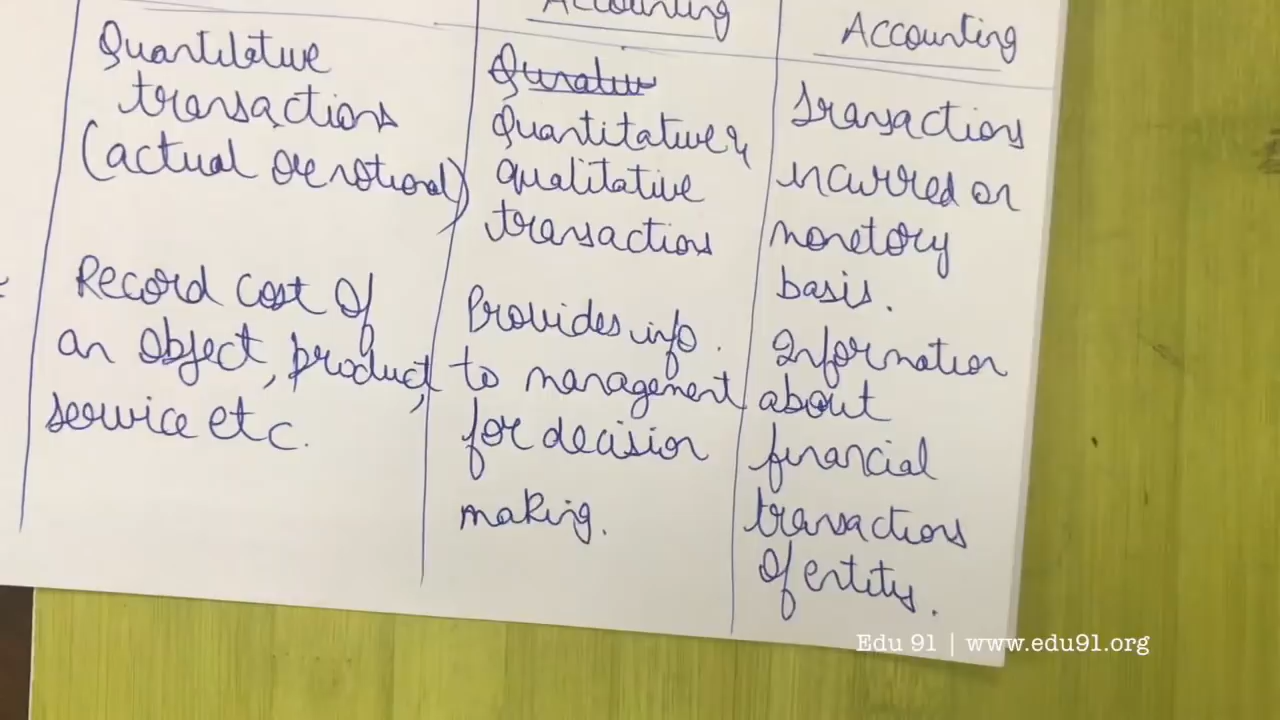 Accounting
Accounting
Quantitative
transactions
(actual or notional)
Record cost of
an object, product,
service etc.
Quantitative &
qualitative
transactions
Provides info.
to management
for decision
making.
Transactions
incurred on
monetory
basis.
Information
about
financial
transactions
of entity.
Edu 91 | www.edu91.org